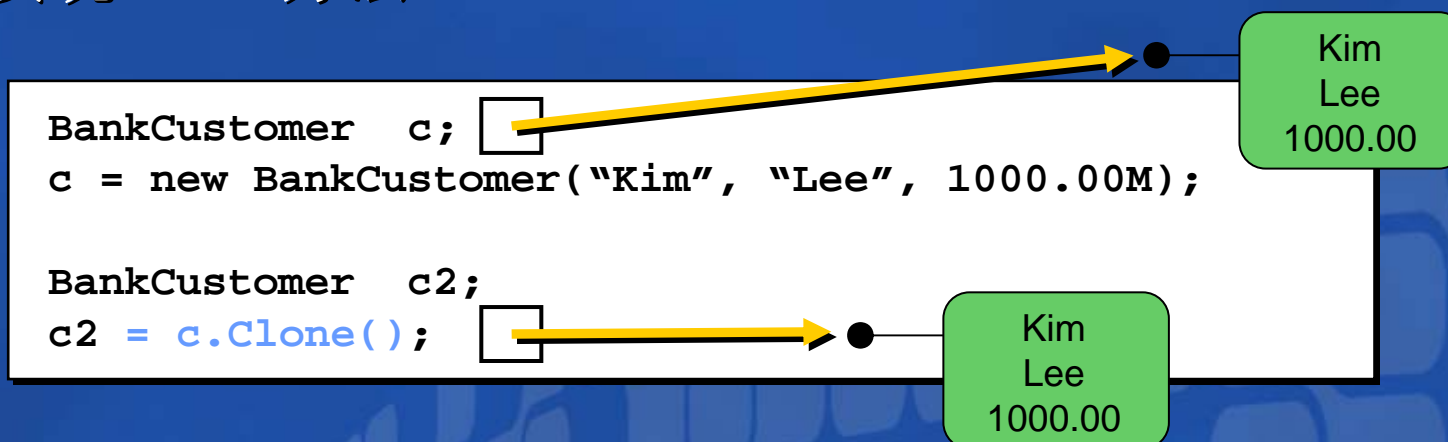 Kim
Lee
1000.00
BankCustomer c;
c = new BankCustomer(“Kim”, “Lee”, 1000.00M);
BankCustomer c2;
c2 = c.Clone();
Kim
Lee
1000.00